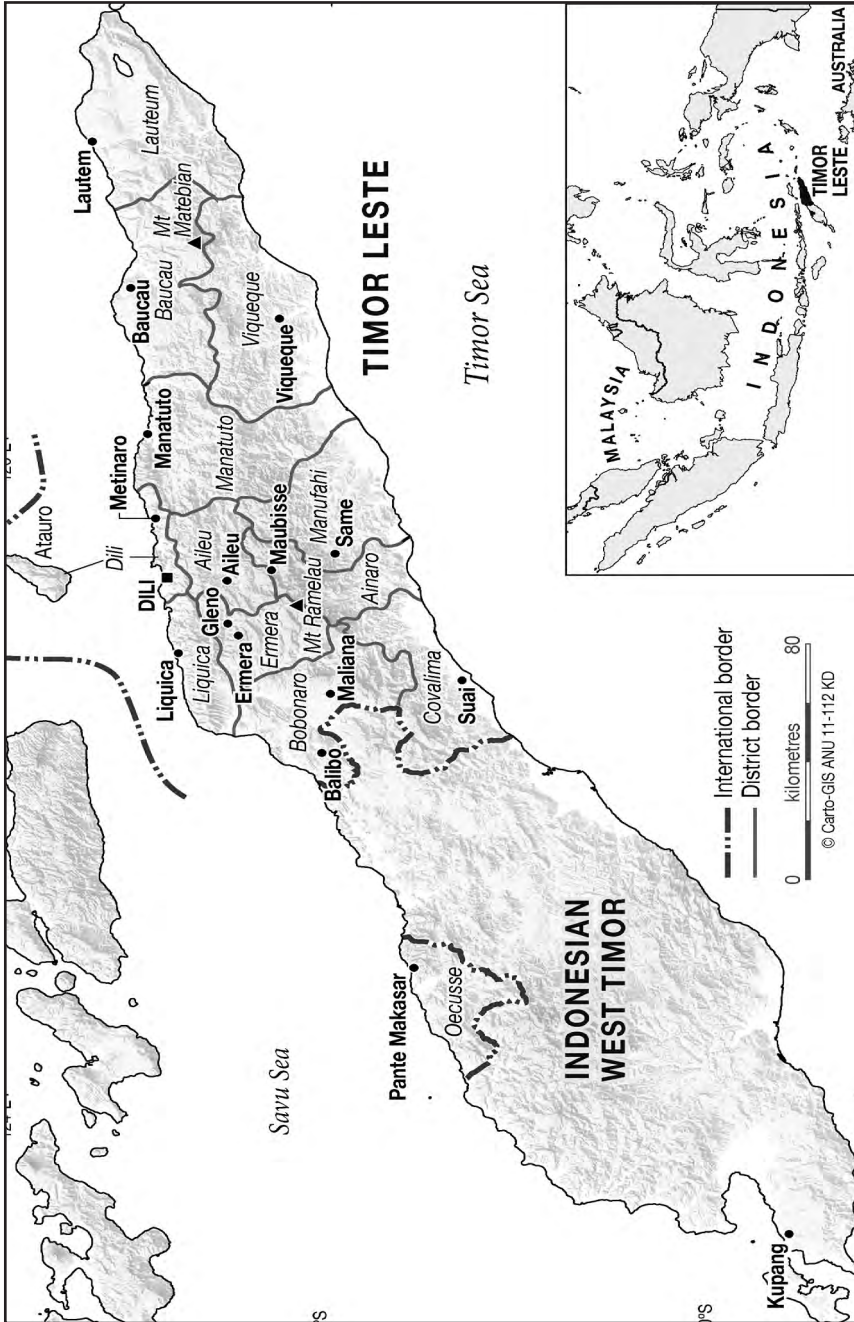 Ataúro
Lautem
Lauteum
Metinaro
Manatuto
Baucau
Baucau
Mt
Matebian
Dili
DILI
Liquica
Liquica
Gleno
Aileu
Aileu
Manatuto
Viqueque
Viqueque
Ermera
Ermera
Maubisse
Mt Ramelau
Manufahi
Same
Ainaro
Bobonaro
Maliana
Balibo
Covalima
Suai
TIMOR LESTE
Timor Sea
Savu Sea
Pante Makasar
Oecusse
INDONESIAN
WEST TIMOR
Kupang
International border
District border
0 kilometres 80
© Carto-GIS ANU 11-112 KD
MALAYSIA
INDONESIA
TIMOR
LESTE
AUSTRALIA